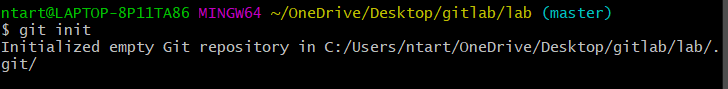 ntart@LAPTOP-8P11TA86 MINGW64 ~/OneDrive/Desktop/gitlab/lab (master)
$ git init
Initialized empty Git repository in C:/Users/ntart/OneDrive/Desktop/gitlab/lab/.
git/